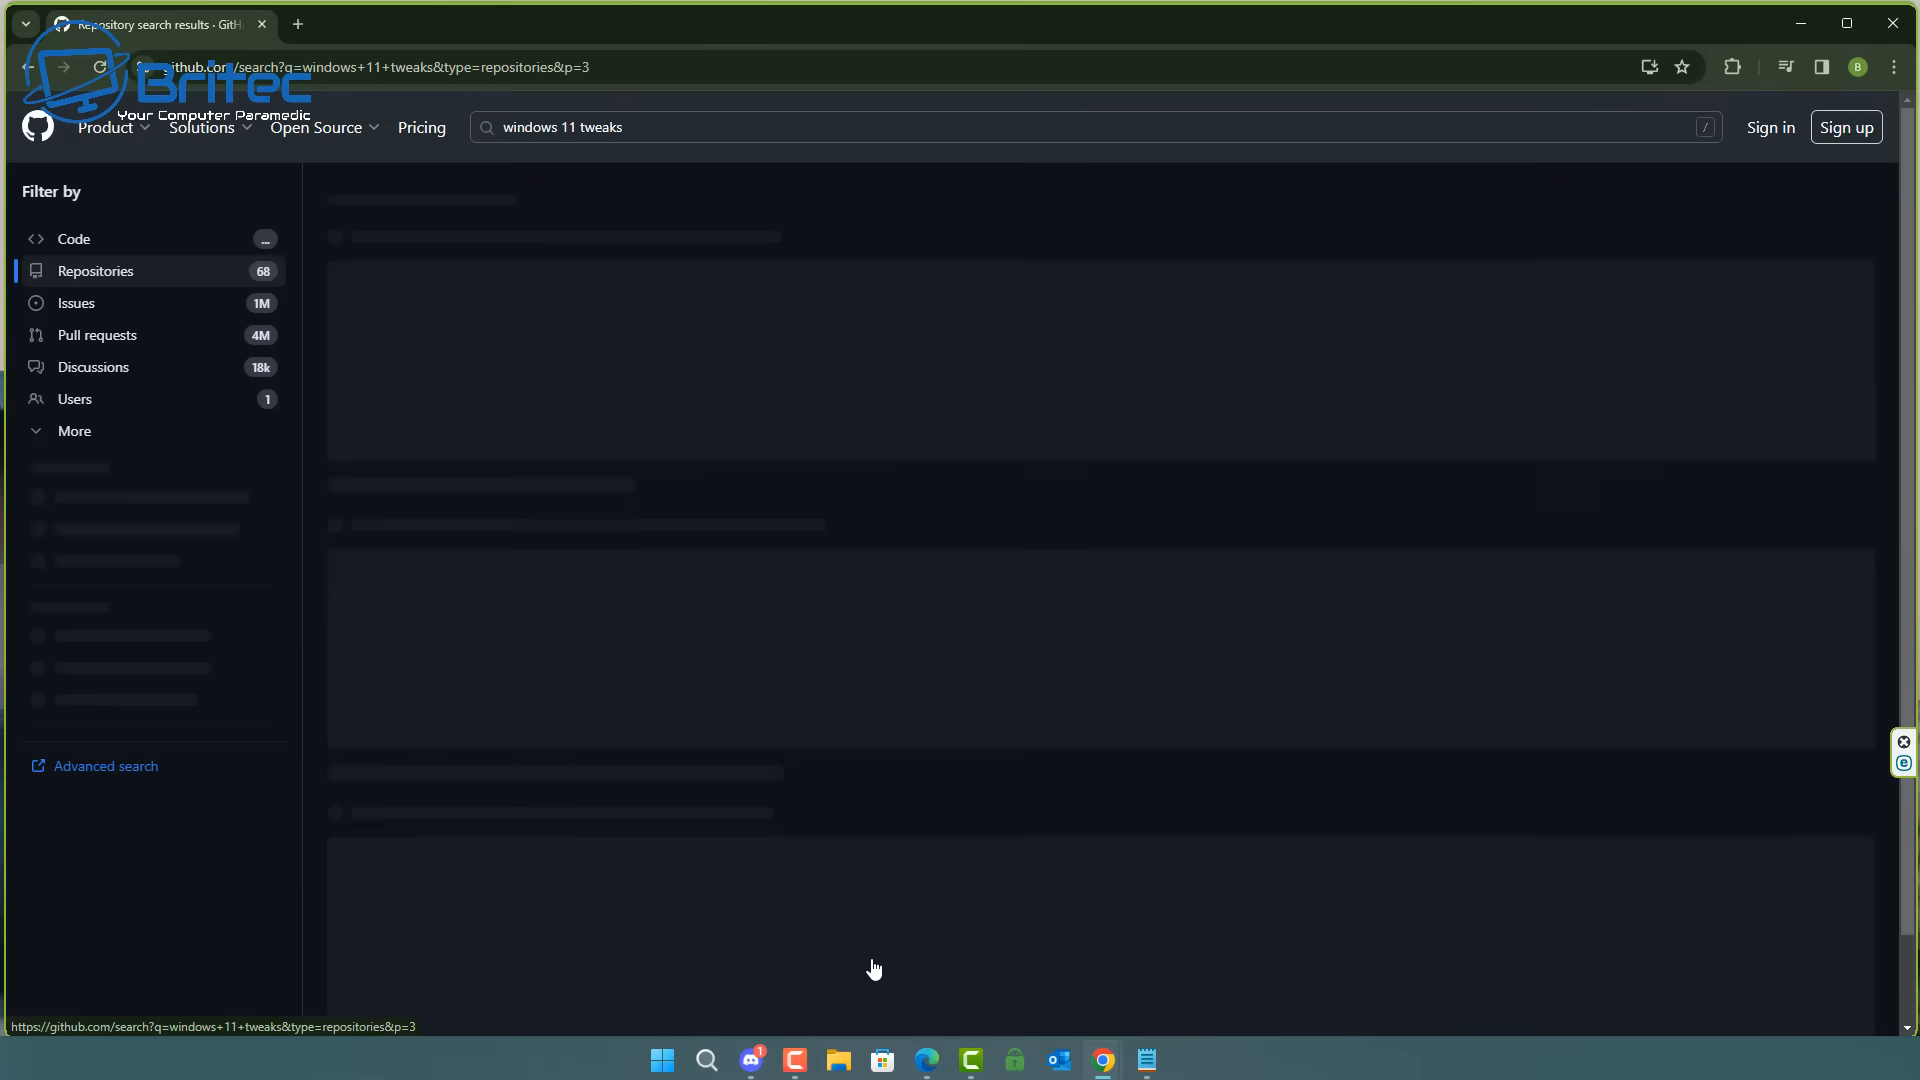 Repository search results · GitH
github.com/search?q=windows+11+tweaks&type=repositories&p=3
B
Britec
Your Computer Paramedic
Product
Solutions
Open Source
Pricing
windows 11 tweaks
/
Sign in
Sign up
Filter by
Code
...
Repositories
68
Issues
1M
Pull requests
4M
Discussions
18k
Users
1
More
Advanced search
https://github.com/search?q=windows+11+tweaks&type=repositories&p=3
1